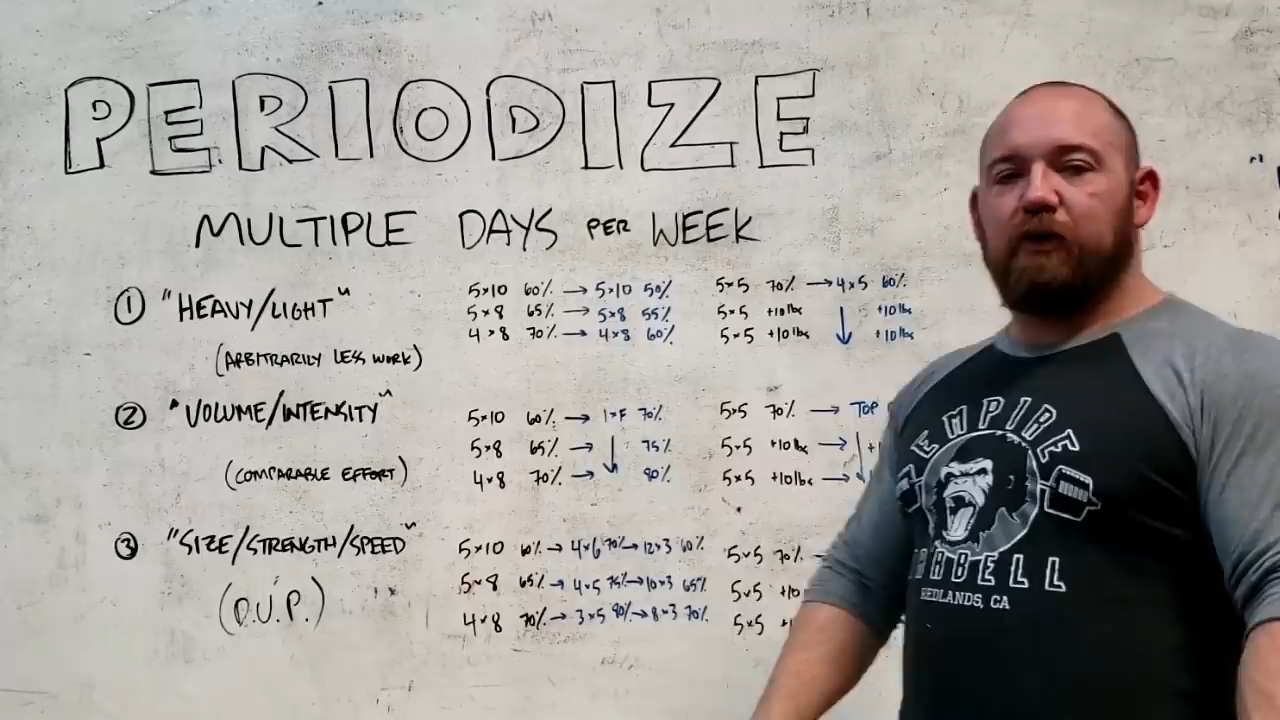 PERIODIZE
MULTIPLE DAYS PER WEEK
① "HEAVY/LIGHT"
(ARBITRARILY LESS WORK)
5×10 60% → 5×10 50%
5×8 65% → 5×8 55%
4×8 70% → 4×8 60%
5×5 70% → 4×5 60%
5×5 +10lbs ↓ +10lbs
5×5 +10lbs +10lbs
② "VOLUME/INTENSITY"
(COMPARABLE EFFORT)
5×10 60% → 1×F 70%
5×8 65% → 75%
4×8 70% → 80%
5×5 70% → TOP
5×5 +10lbs →
5×5 +10lbs →
③ "SIZE/STRENGTH/SPEED"
(D.U.P.)
5×10 60% → 4×6 70% → 12×3 60%
5×8 65% → 4×5 75% → 10×3 65%
4×8 70% → 3×5 80% → 8×3 70%
5×5 70%
5×5 +10
5×5
EMPIRE
BARBELL
REDLANDS, CA